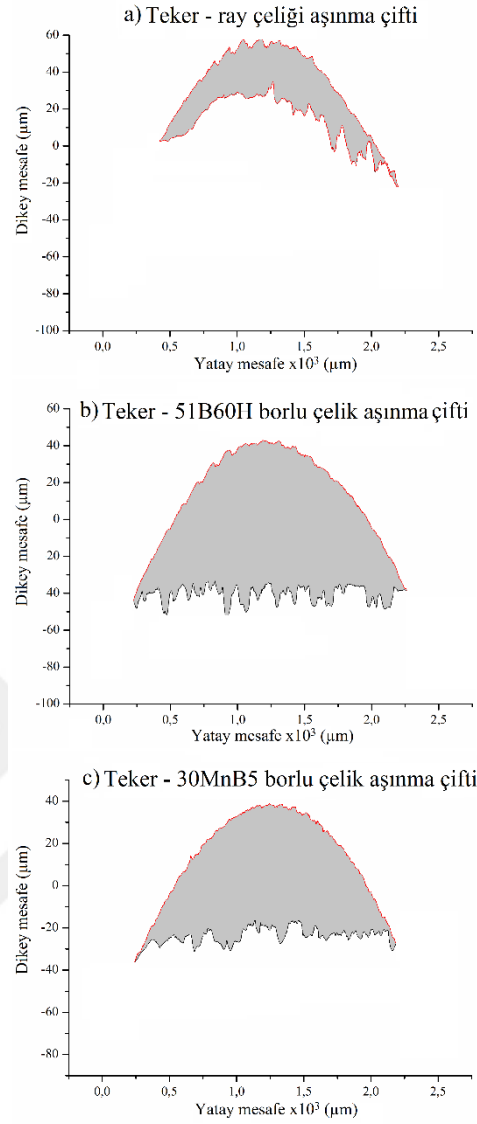 a) Teker - ray çeliği aşınma çifti
Dikey mesafe (µm)
60
40
20
0
-20
-40
-60
-80
-100
0,0 0,5 1,0 1,5 2,0 2,5
Yatay mesafe x10³ (µm)
b) Teker - 51B60H borlu çelik aşınma çifti
Dikey mesafe (µm)
60
40
20
0
20
40
-60
-80
-100
0,0 0,5 1,0 1,5 2,0 2,5
Yatay mesafe x10³ (µm)
c) Teker - 30MnB5 borlu çelik aşınma çifti
Dikey mesafe (µm)
40
20
0
-20
-40
-60
-80
0,0 0,5 1,0 1,5 2,0 2,5
Yatay mesafe x10³ (µm)